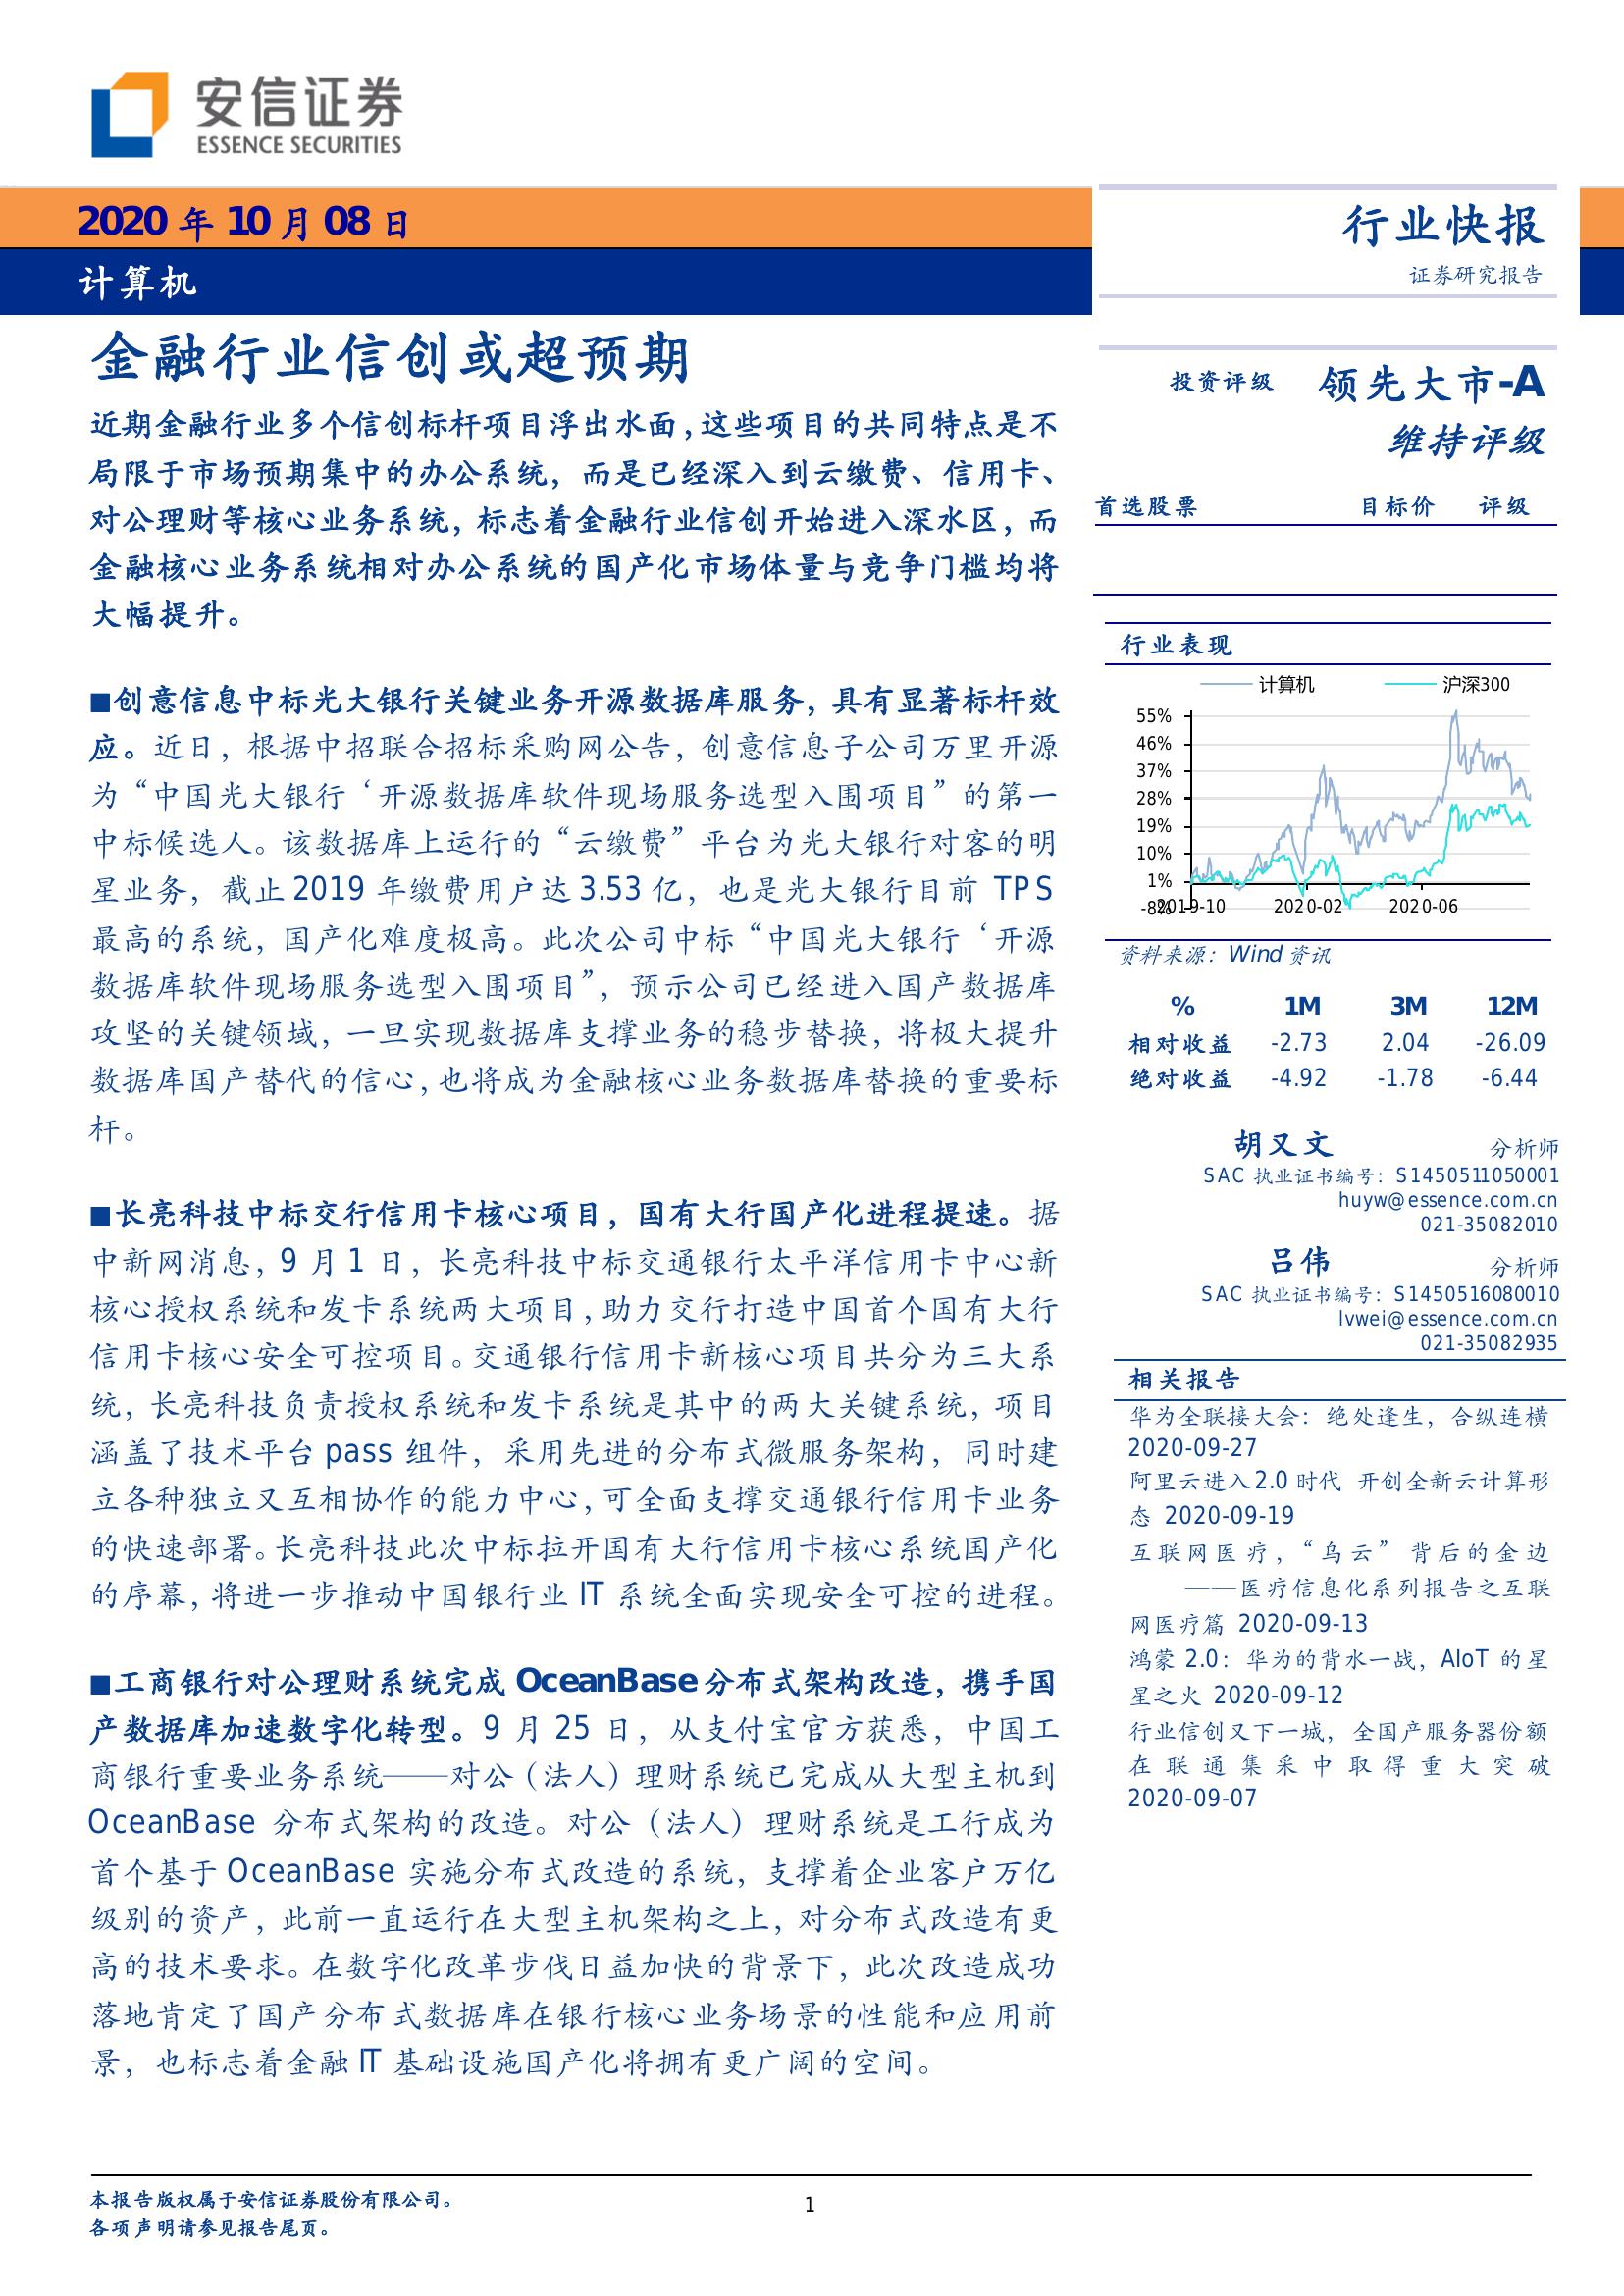 安信证券
ESSENCE SECURITIES
2020 年 10 月 08 日
计算机
行业快报
证券研究报告
金融行业信创或超预期
近期金融行业多个信创标杆项目浮出水面，这些项目的共同特点是不
局限于市场预期集中的办公系统，而是已经深入到云缴费、信用卡、
对公理财等核心业务系统，标志着金融行业信创开始进入深水区，而
金融核心业务系统相对办公系统的国产化市场体量与竞争门槛均将
大幅提升。
■创意信息中标光大银行关键业务开源数据库服务，具有显著标杆效
应。近日，根据中招联合招标采购网公告，创意信息子公司万里开源
为“中国光大银行‘开源数据库软件现场服务选型入围项目”的第一
中标候选人。该数据库上运行的“云缴费”平台为光大银行对客的明
星业务，截止 2019 年缴费用户达 3.53 亿，也是光大银行目前 TPS
最高的系统，国产化难度极高。此次公司中标“中国光大银行‘开源
数据库软件现场服务选型入围项目”，预示公司已经进入国产数据库
攻坚的关键领域，一旦实现数据库支撑业务的稳步替换，将极大提升
数据库国产替代的信心，也将成为金融核心业务数据库替换的重要标
杆。
■长亮科技中标交行信用卡核心项目，国有大行国产化进程提速。据
中新网消息，9 月 1 日，长亮科技中标交通银行太平洋信用卡中心新
核心授权系统和发卡系统两大项目，助力交行打造中国首个国有大行
信用卡核心安全可控项目。交通银行信用卡新核心项目共分为三大系
统，长亮科技负责授权系统和发卡系统是其中的两大关键系统，项目
涵盖了技术平台 pass 组件，采用先进的分布式微服务架构，同时建
立各种独立又互相协作的能力中心，可全面支撑交通银行信用卡业务
的快速部署。长亮科技此次中标拉开国有大行信用卡核心系统国产化
的序幕，将进一步推动中国银行业 IT 系统全面实现安全可控的进程。
■工商银行对公理财系统完成 OceanBase 分布式架构改造，携手国
产数据库加速数字化转型。9 月 25 日，从支付宝官方获悉，中国工
商银行重要业务系统——对公（法人）理财系统已完成从大型主机到
OceanBase 分布式架构的改造。对公（法人）理财系统是工行成为
首个基于 OceanBase 实施分布式改造的系统，支撑着企业客户万亿
级别的资产，此前一直运行在大型主机架构之上，对分布式改造有更
高的技术要求。在数字化改革步伐日益加快的背景下，此次改造成功
落地肯定了国产分布式数据库在银行核心业务场景的性能和应用前
景，也标志着金融 IT 基础设施国产化将拥有更广阔的空间。
投资评级 领先大市-A
维持评级
首选股票 目标价 评级
行业表现
计算机 沪深300
55%
46%
37%
28%
19%
10%
1%
-8%
2019-10 2020-02 2020-06
资料来源：Wind 资讯
% 1M 3M 12M
相对收益 -2.73 2.04 -26.09
绝对收益 -4.92 -1.78 -6.44
胡又文 分析师
SAC 执业证书编号：S1450511050001
huyw@essence.com.cn
021-35082010
吕伟 分析师
SAC 执业证书编号：S1450516080010
lvwei@essence.com.cn
021-35082935
相关报告
华为全联接大会：绝处逢生，合纵连横
2020-09-27
阿里云进入 2.0 时代 开创全新云计算形
态 2020-09-19
互联网医疗，“乌云”背后的金边
——医疗信息化系列报告之互联
网医疗篇 2020-09-13
鸿蒙 2.0：华为的背水一战，AIoT 的星
星之火 2020-09-12
行业信创又下一城，全国产服务器份额
在联通集采中取得重大突破
2020-09-07
本报告版权属于安信证券股份有限公司。
各项声明请参见报告尾页。
1